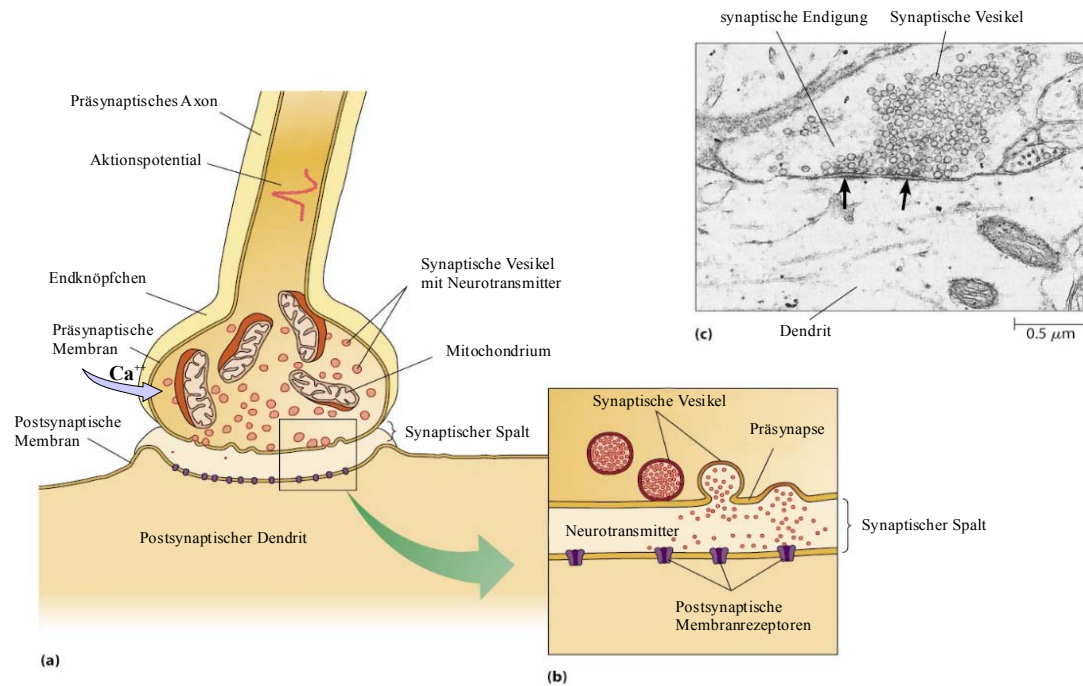 Präsynaptisches Axon
Aktionspotential
Endknöpfchen
Präsynaptische
Membran
Ca++
Postsynaptische
Membran
Synaptische Vesikel
mit Neurotransmitter
Mitochondrium
Synaptischer Spalt
Postsynaptischer Dendrit
(a)
synaptische Endigung
Synaptische Vesikel
Dendrit
(c)
0.5 µm
Synaptische
Vesikel
Präsynapse
Neurotransmitter
Synaptischer Spalt
Postsynaptische
Membranrezeptoren
(b)